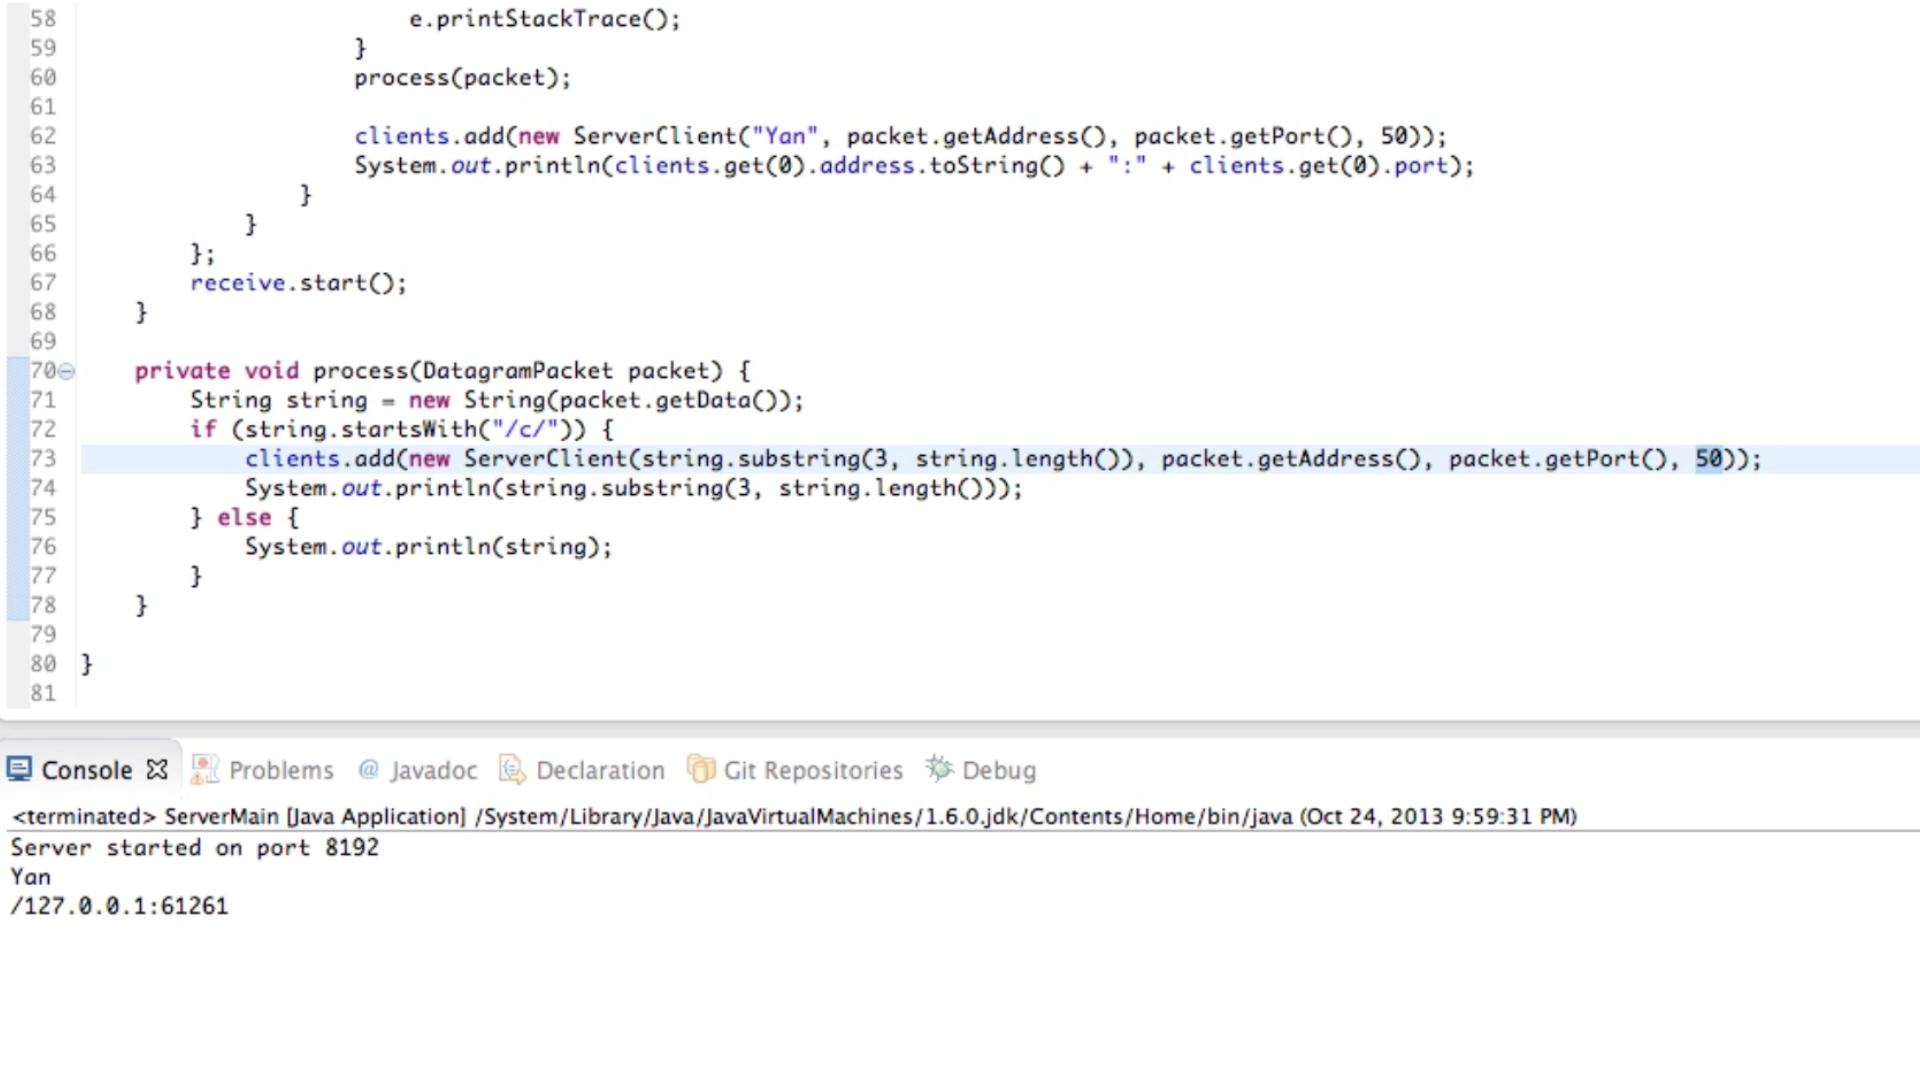 58 e.printStackTrace();
59 }
60 process(packet);
61
62 clients.add(new ServerClient("Yan", packet.getAddress(), packet.getPort(), 50));
63 System.out.println(clients.get(0).address.toString() + ":" + clients.get(0).port);
64 }
65 }
66 };
67 receive.start();
68 }
69
70 private void process(DatagramPacket packet) {
71 String string = new String(packet.getData());
72 if (string.startsWith("/c/")) {
73 clients.add(new ServerClient(string.substring(3, string.length()), packet.getAddress(), packet.getPort(), 50));
74 System.out.println(string.substring(3, string.length()));
75 } else {
76 System.out.println(string);
77 }
78 }
79
80 }
81
Console Problems @ Javadoc Declaration Git Repositories Debug
<terminated> ServerMain [Java Application] /System/Library/Java/JavaVirtualMachines/1.6.0.jdk/Contents/Home/bin/java (Oct 24, 2013 9:59:31 PM)
Server started on port 8192
Yan
/127.0.0.1:61261